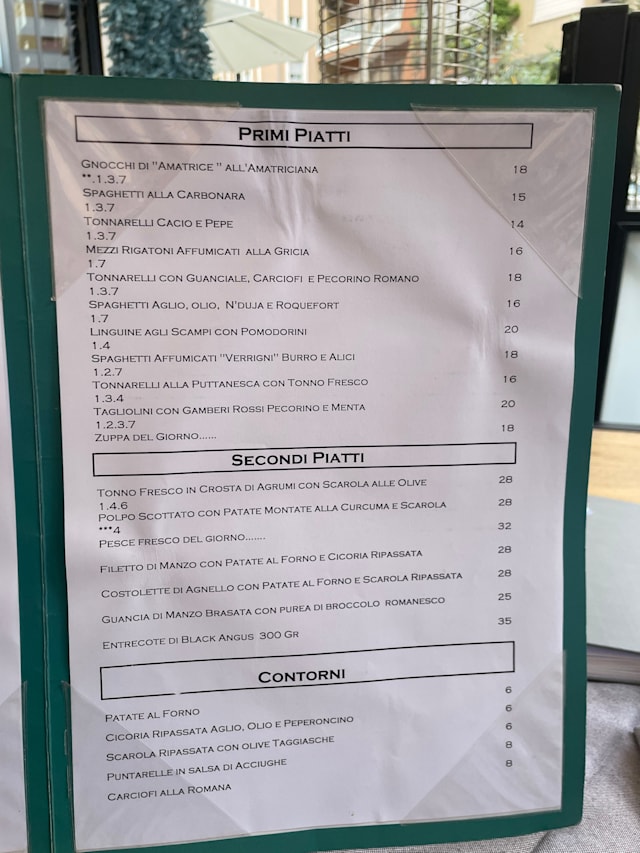 PRIMI PIATTI
GNOCCHI DI "AMATRICE " ALL'AMATRICIANA 18
**.1.3.7
SPAGHETTI ALLA CARBONARA 15
1.3.7
TONNARELLI CACIO E PEPE 14
1.3.7
MEZZI RIGATONI AFFUMICATI ALLA GRICIA 16
1.7
TONNARELLI CON GUANCIALE, CARCIOFI E PECORINO ROMANO 18
1.3.7
SPAGHETTI AGLIO, OLIO, N'DUJA E ROQUEFORT 16
1.7
LINGUINE AGLI SCAMPI CON POMODORINI 20
1.4
SPAGHETTI AFFUMICATI "VERRIGNI" BURRO E ALICI 18
1.2.7
TONNARELLI ALLA PUTTANESCA CON TONNO FRESCO 16
1.3.4
TAGLIOLINI CON GAMBERI ROSSI PECORINO E MENTA 20
1.2.3.7
ZUPPA DEL GIORNO...... 18
SECONDI PIATTI
TONNO FRESCO IN CROSTA DI AGRUMI CON SCAROLA ALLE OLIVE 28
1.4.6
POLPO SCOTTATO CON PATATE MONTATE ALLA CURCUMA E SCAROLA 28
***4
PESCE FRESCO DEL GIORNO....... 32
FILETTO DI MANZO CON PATATE AL FORNO E CICORIA RIPASSATA 28
COSTOLETTE DI AGNELLO CON PATATE AL FORNO E SCAROLA RIPASSATA 28
GUANCIA DI MANZO BRASATA CON PUREA DI BROCCOLO ROMANESCO 25
ENTRECOTE DI BLACK ANGUS 300 GR 35
CONTORNI
PATATE AL FORNO 6
CICORIA RIPASSATA AGLIO, OLIO E PEPERONCINO 6
SCAROLA RIPASSATA CON OLIVE TAGGIASCHE 6
PUNTARELLE IN SALSA DI ACCIUGHE 8
CARCIOFI ALLA ROMANA 8